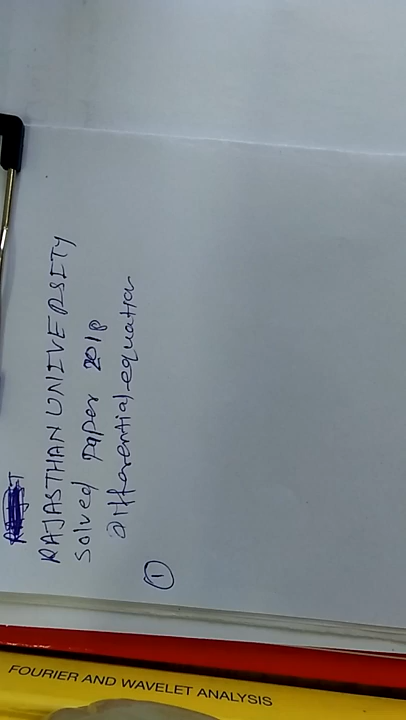 RAJASTHAN UNIVERSITY
Solved Paper 2018
Differential equation
1
FOURIER AND WAVELET ANALYSIS